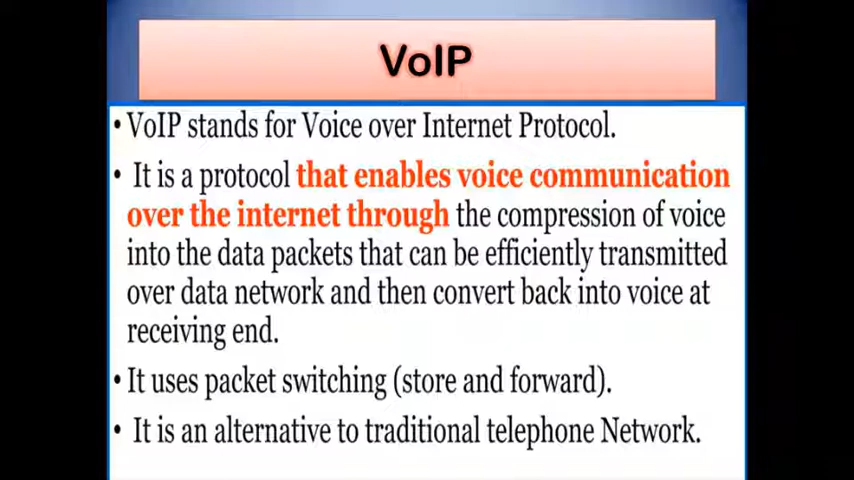 VoIP
• VoIP stands for Voice over Internet Protocol.
• It is a protocol that enables voice communication
over the internet through the compression of voice
into the data packets that can be efficiently transmitted
over data network and then convert back into voice at
receiving end.
• It uses packet switching (store and forward).
• It is an alternative to traditional telephone Network.